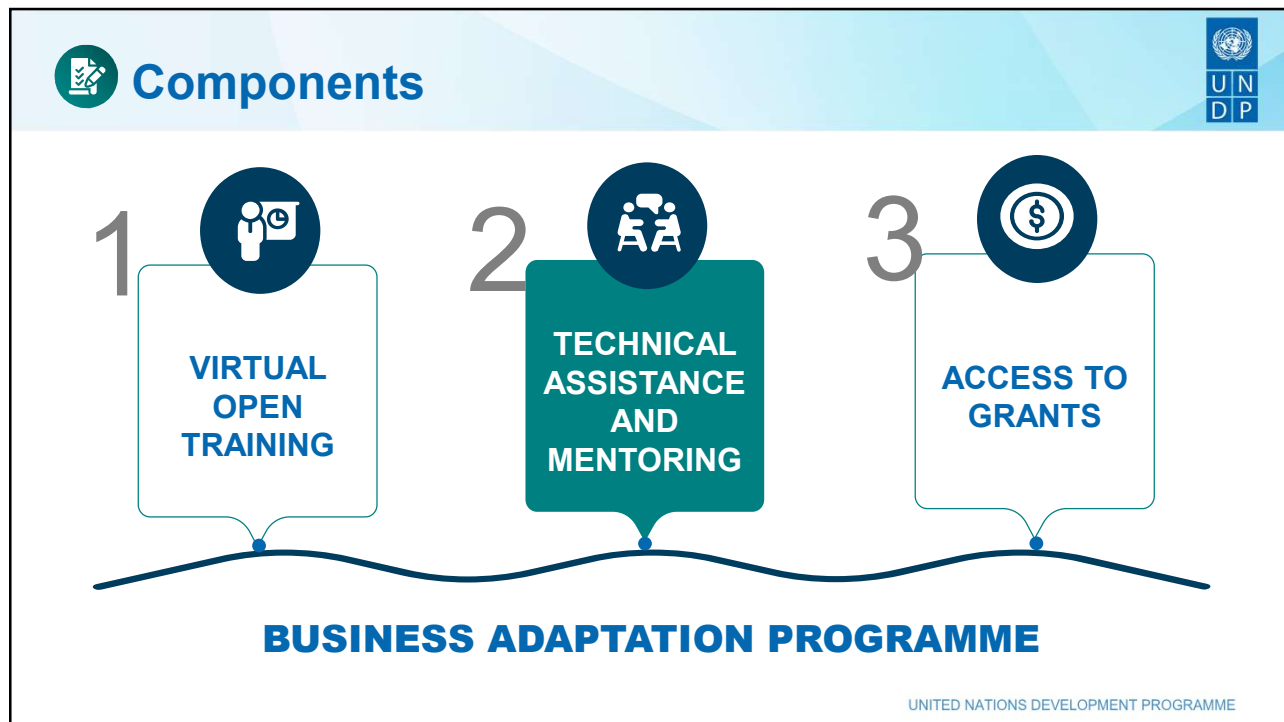 Components
U N
D P
1
VIRTUAL
OPEN
TRAINING
2
TECHNICAL
ASSISTANCE
AND
MENTORING
3
$
ACCESS TO
GRANTS
BUSINESS ADAPTATION PROGRAMME
UNITED NATIONS DEVELOPMENT PROGRAMME